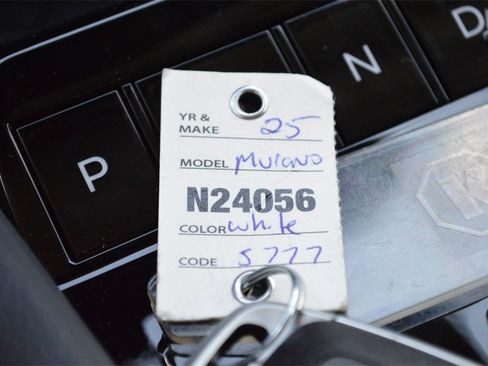 P
N
D
YR &
MAKE 25
MODEL Murano
N24056
COLOR white
CODE 5777